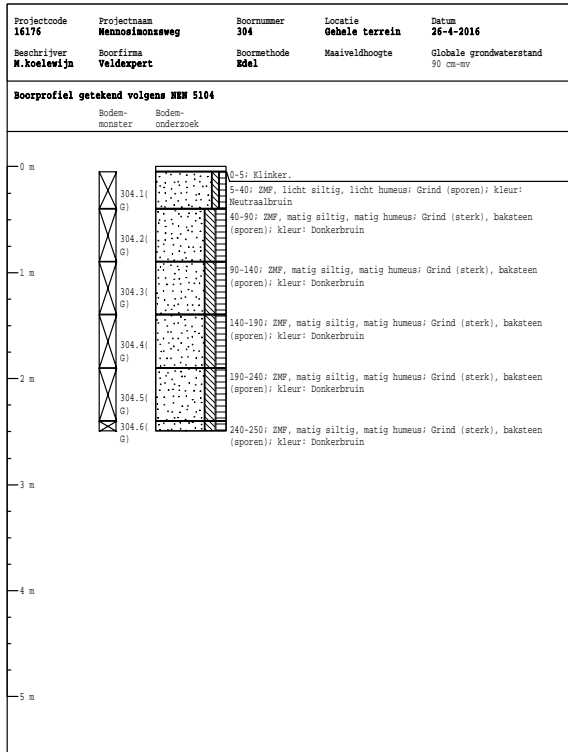 Projectcode Projectnaam Boornummer Locatie Datum
16176 Mennosimonzsweg 304 Gehele terrein 26-4-2016
Beschrijver Boorfirma Boormethode Maaiveldhoogte Globale grondwaterstand
M.koelewijn Veldexpert Edel 90 cm-mv
Boorprofiel getekend volgens NEN 5104
Bodem- Bodem-
monster onderzoek
0 m
0-5; Klinker.
304.1( 5-40; ZMF, licht siltig, licht humeus; Grind (sporen); kleur:
G) Neutraalbruin
40-90; ZMF, matig siltig, matig humeus; Grind (sterk), baksteen
304.2( (sporen); kleur: Donkerbruin
G)
1 m
90-140; ZMF, matig siltig, matig humeus; Grind (sterk), baksteen
304.3( (sporen); kleur: Donkerbruin
G)
140-190; ZMF, matig siltig, matig humeus; Grind (sterk), baksteen
304.4( (sporen); kleur: Donkerbruin
G)
2 m
190-240; ZMF, matig siltig, matig humeus; Grind (sterk), baksteen
304.5( (sporen); kleur: Donkerbruin
G)
304.6( 240-250; ZMF, matig siltig, matig humeus; Grind (sterk), baksteen
G) (sporen); kleur: Donkerbruin
3 m
4 m
5 m